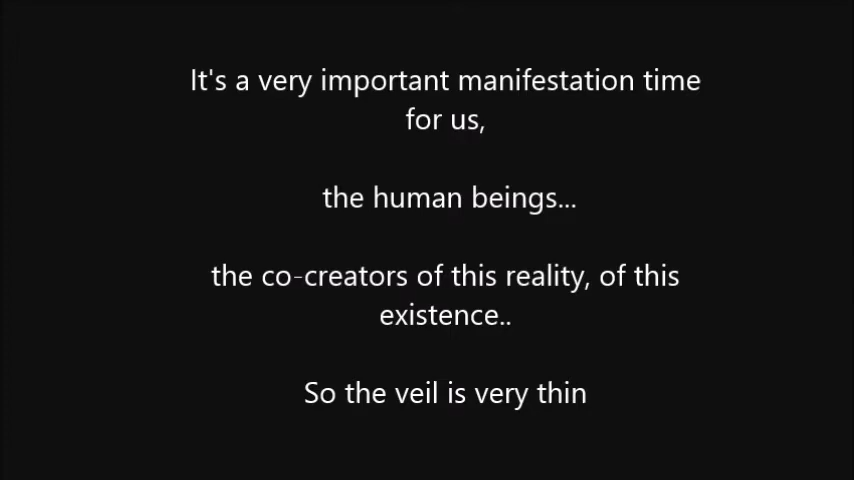 It's a very important manifestation time
for us,
the human beings...
the co-creators of this reality, of this
existence..
So the veil is very thin